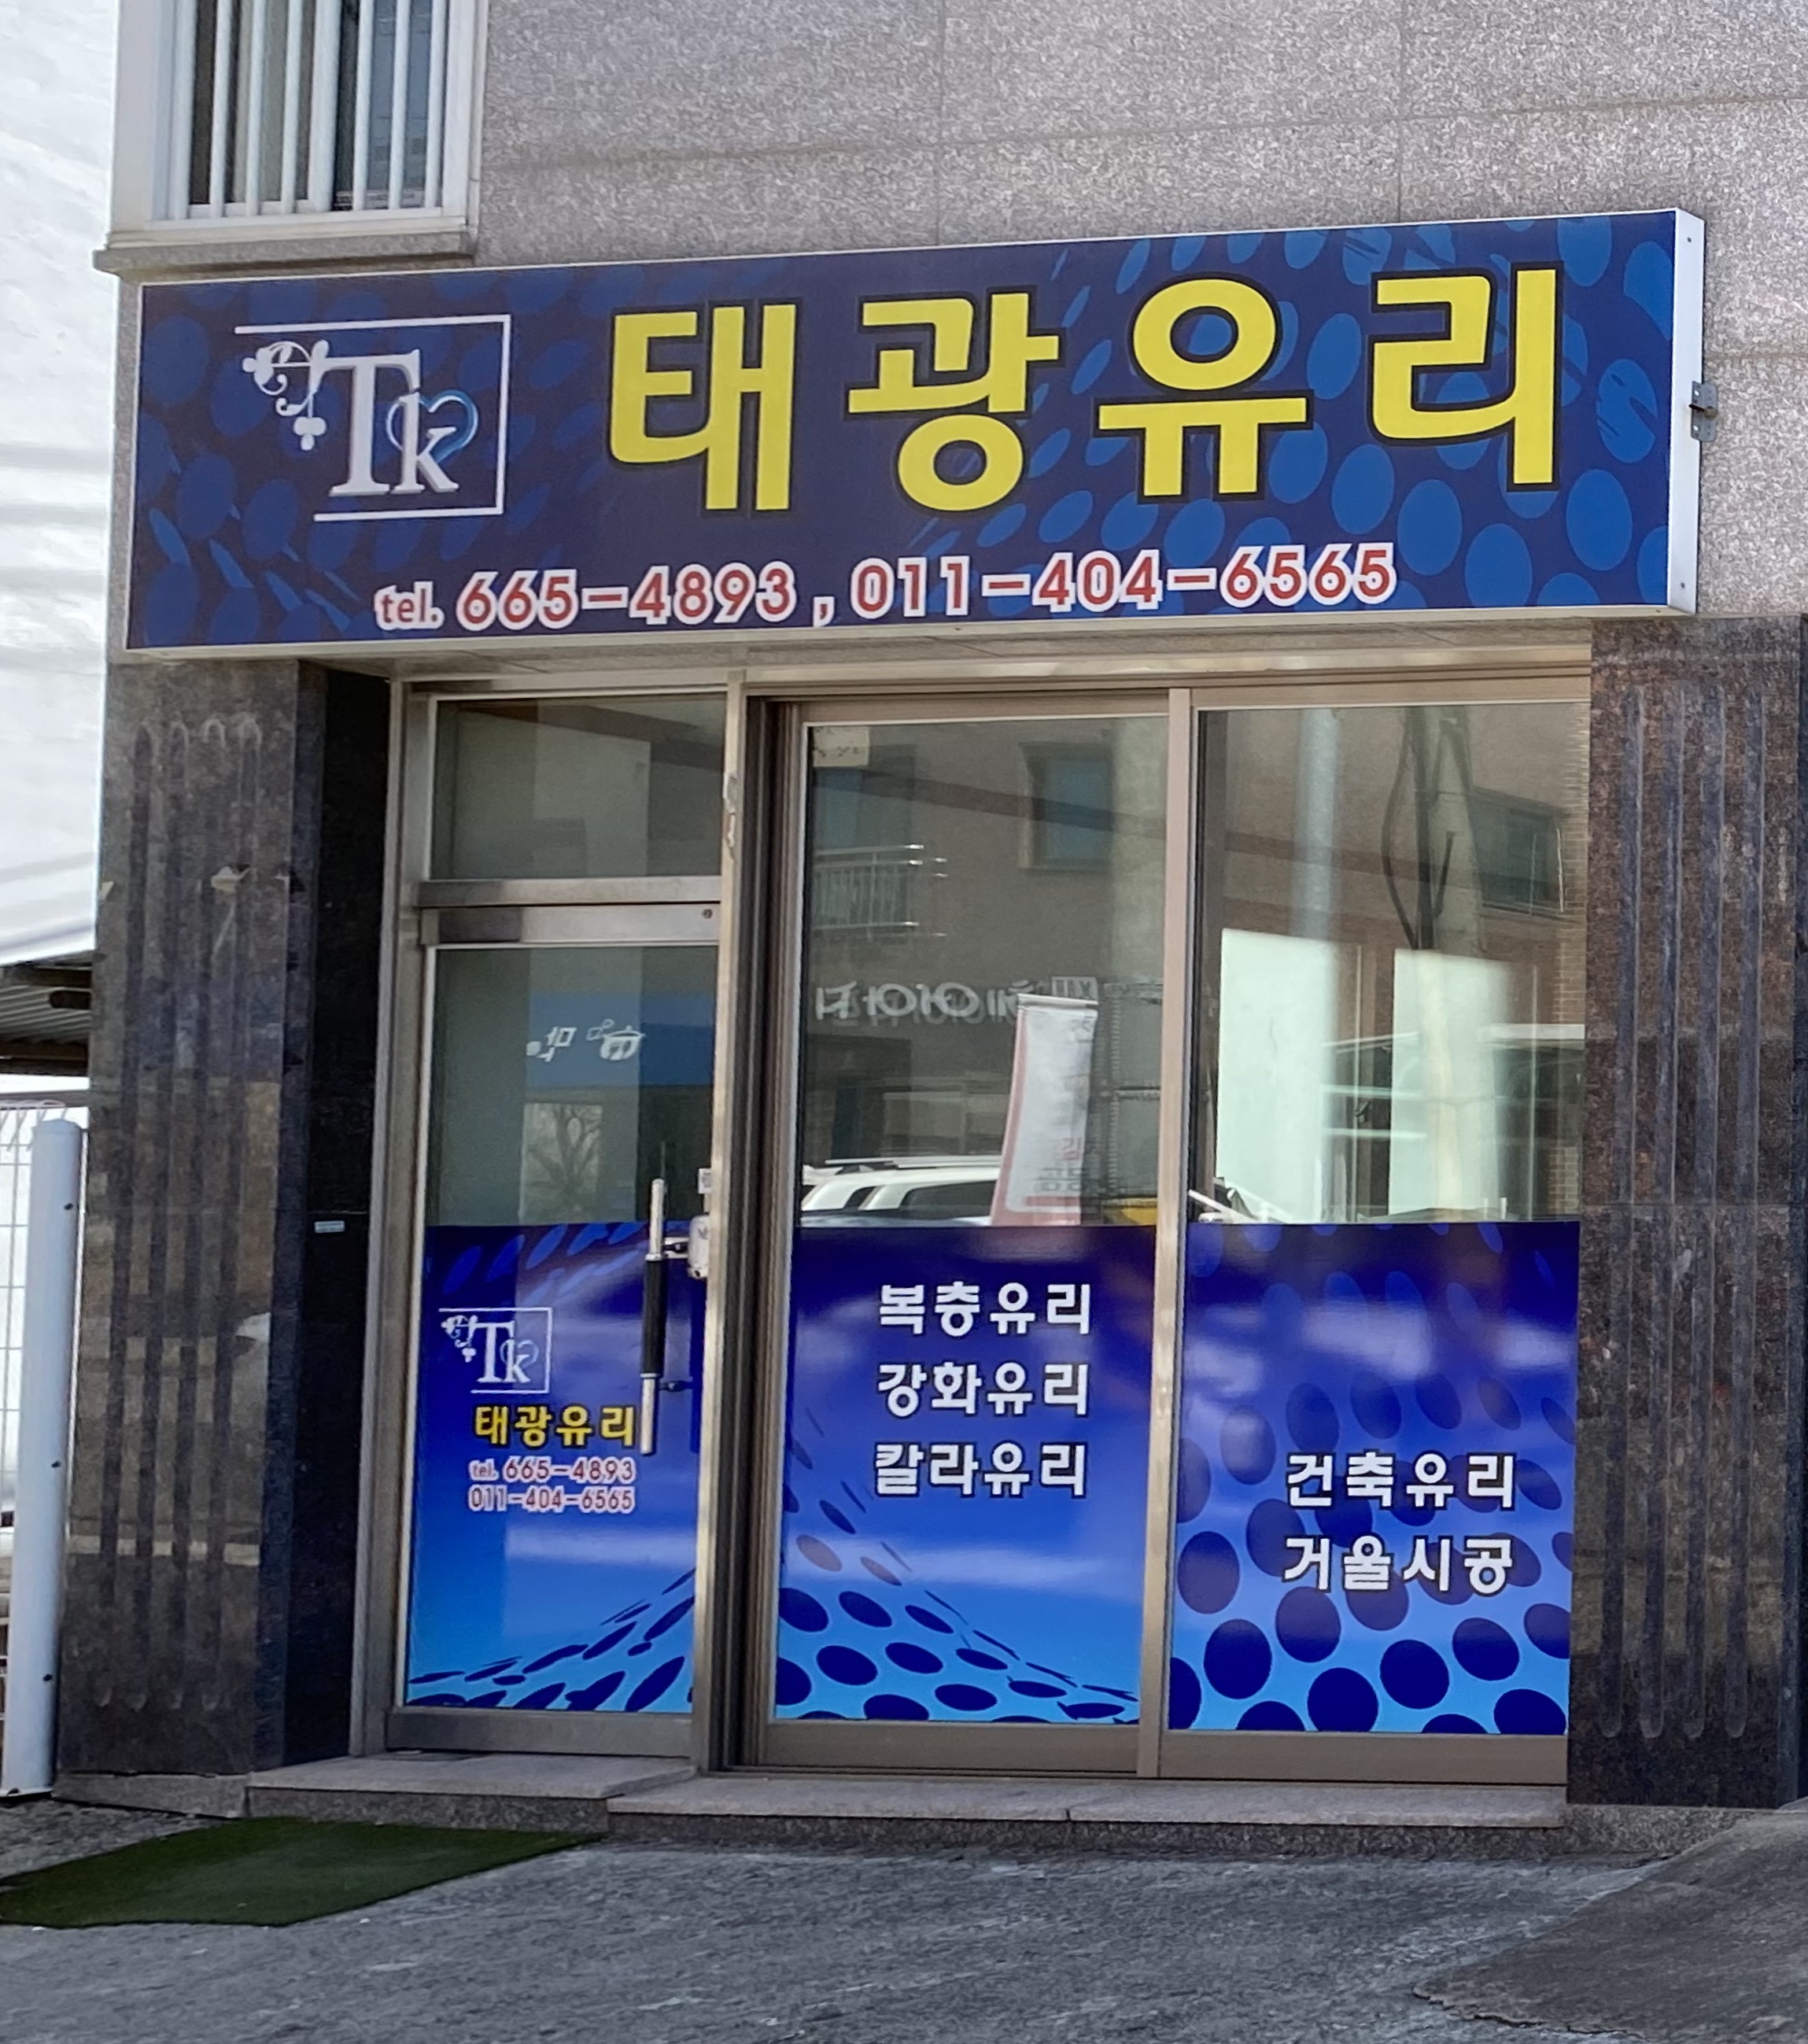 Tk 태광유리
tel. 665-4893, 011-404-6565
Tk
태광유리
tel. 665-4893
011-404-6565
복층유리
강화유리
칼라유리
건축유리
거울시공